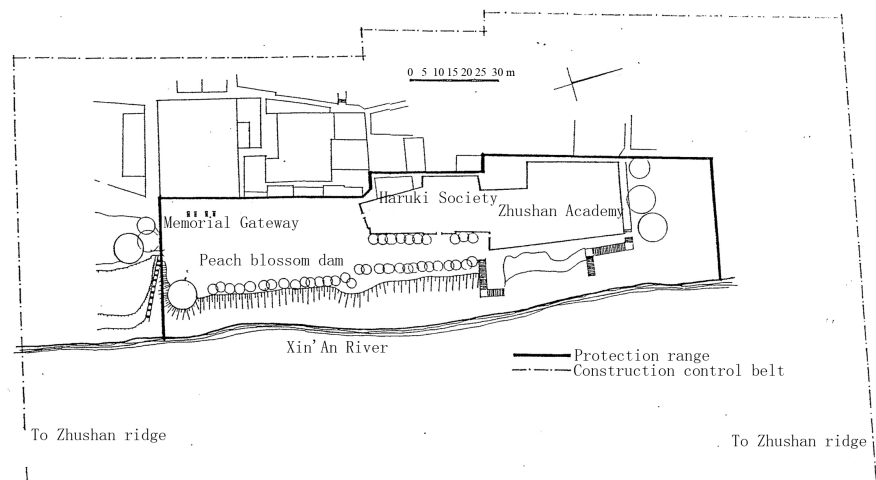 0 5 10 15 20 25 30 m
Haruki Society
Memorial Gateway
Zhushan Academy
Peach blossom dam
Xin'An River
Protection range
Construction control belt
To Zhushan ridge
To Zhushan ridge